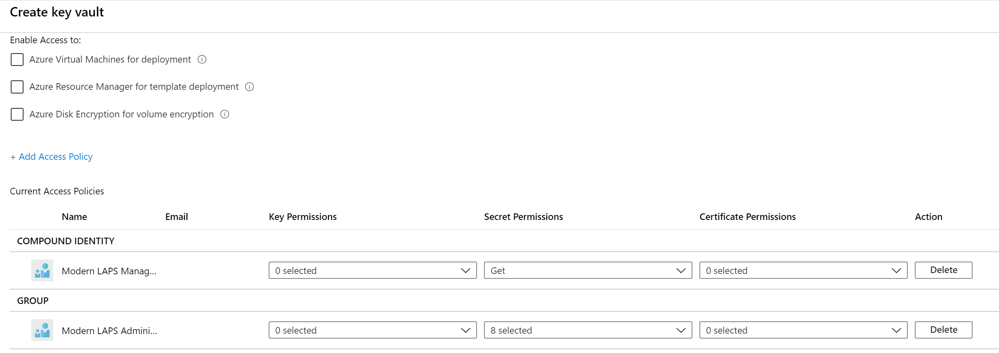 Create key vault
Enable Access to:
Azure Virtual Machines for deployment
Azure Resource Manager for template deployment
Azure Disk Encryption for volume encryption
+ Add Access Policy
Current Access Policies
Name Email Key Permissions Secret Permissions Certificate Permissions Action
COMPOUND IDENTITY
Modern LAPS Manag... 0 selected Get 0 selected Delete
GROUP
Modern LAPS Admini... 0 selected 8 selected 0 selected Delete